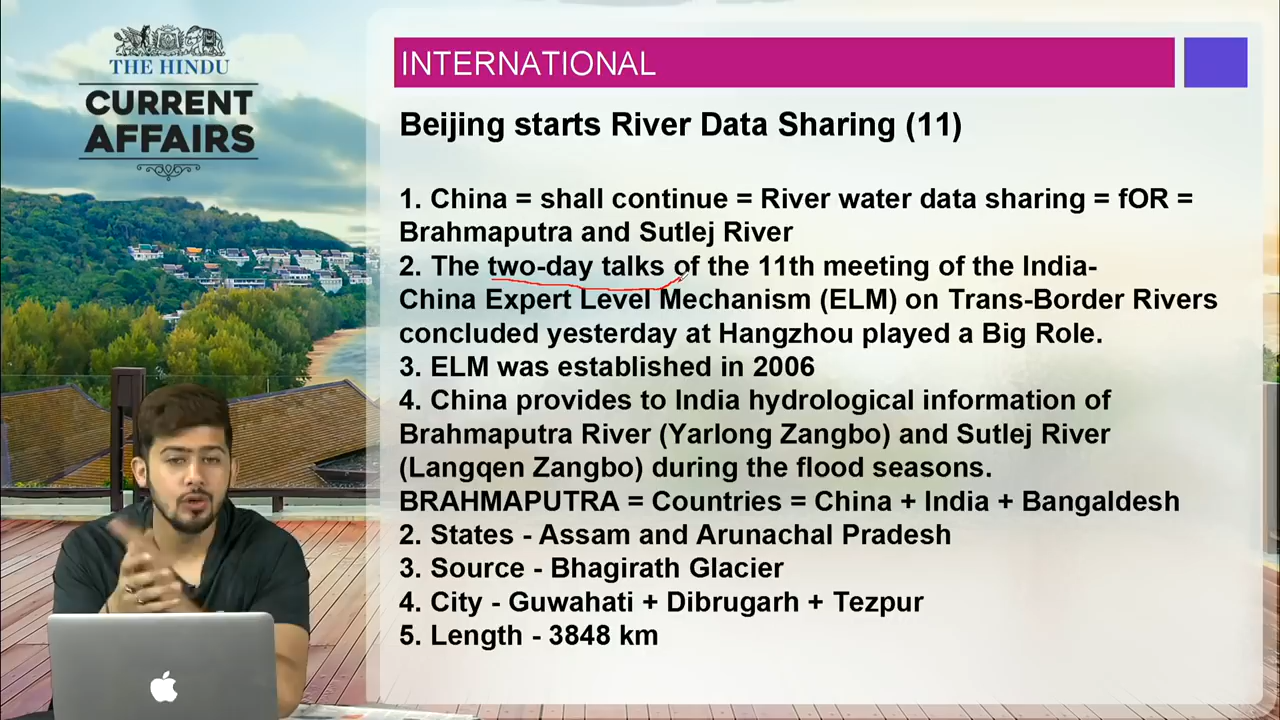 THE HINDU
CURRENT
AFFAIRS
INTERNATIONAL
Beijing starts River Data Sharing (11)
1. China = shall continue = River water data sharing = fOR =
Brahmaputra and Sutlej River
2. The two-day talks of the 11th meeting of the India-
China Expert Level Mechanism (ELM) on Trans-Border Rivers
concluded yesterday at Hangzhou played a Big Role.
3. ELM was established in 2006
4. China provides to India hydrological information of
Brahmaputra River (Yarlong Zangbo) and Sutlej River
(Langqen Zangbo) during the flood seasons.
BRAHMAPUTRA = Countries = China + India + Bangaldesh
2. States - Assam and Arunachal Pradesh
3. Source - Bhagirath Glacier
4. City - Guwahati + Dibrugarh + Tezpur
5. Length - 3848 km